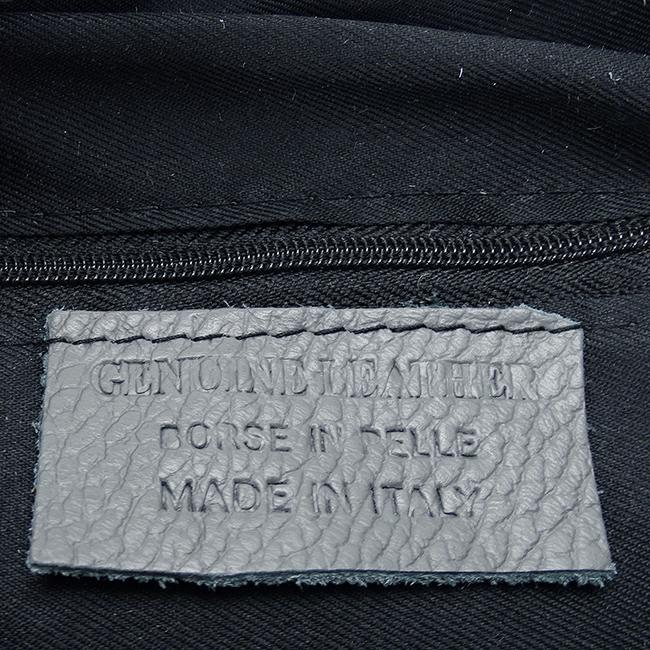 GENUINE LEATHER
BORSE IN PELLE
MADE IN ITALY